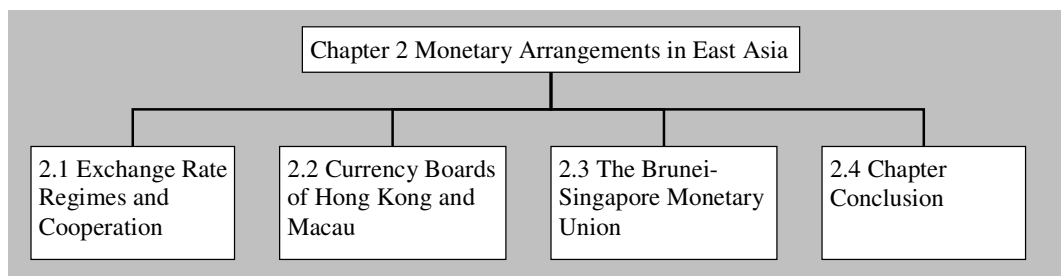 Chapter 2 Monetary Arrangements in East Asia
2.1 Exchange Rate
Regimes and
Cooperation
2.2 Currency Boards
of Hong Kong and
Macau
2.3 The Brunei-
Singapore Monetary
Union
2.4 Chapter
Conclusion